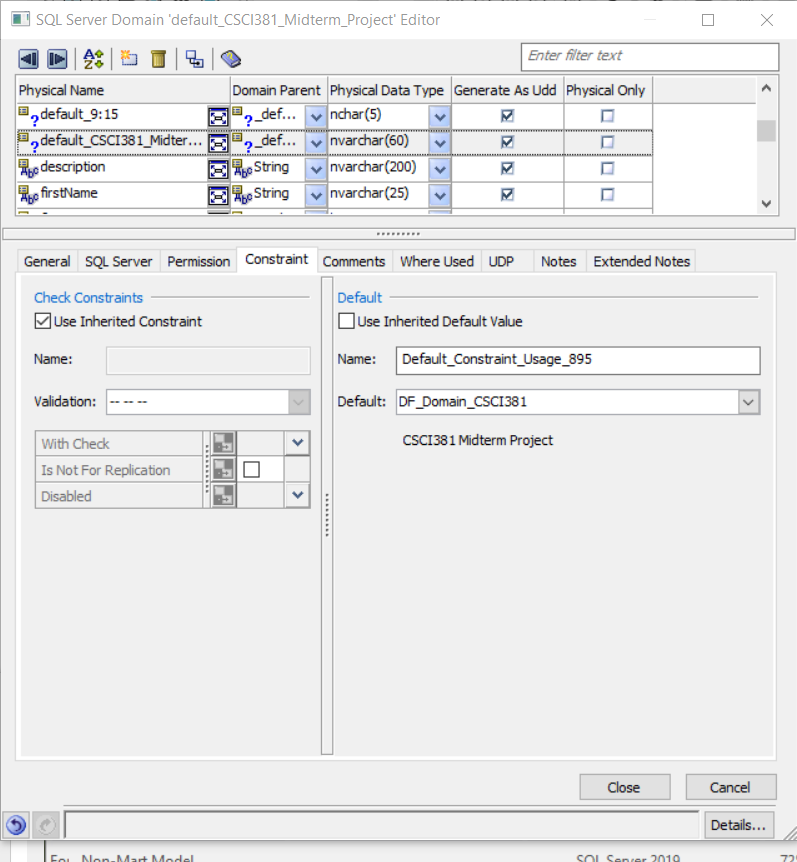 SQL Server Domain 'default_CSCI381_Midterm_Project' Editor
Enter filter text
Physical Name Domain Parent Physical Data Type Generate As Udd Physical Only
default_9:15 _def... nchar(5)
default_CSCI381_Midter... _def... nvarchar(60)
description String nvarchar(200)
firstName String nvarchar(25)
General SQL Server Permission Constraint Comments Where Used UDP Notes Extended Notes
Check Constraints Default
Use Inherited Constraint Use Inherited Default Value
Name: Name: Default_Constraint_Usage_895
Validation: -- -- -- Default: DF_Domain_CSCI381
CSCI381 Midterm Project
With Check
Is Not For Replication
Disabled
Close Cancel
Details...
Non-Mart Model SQL Server 2019